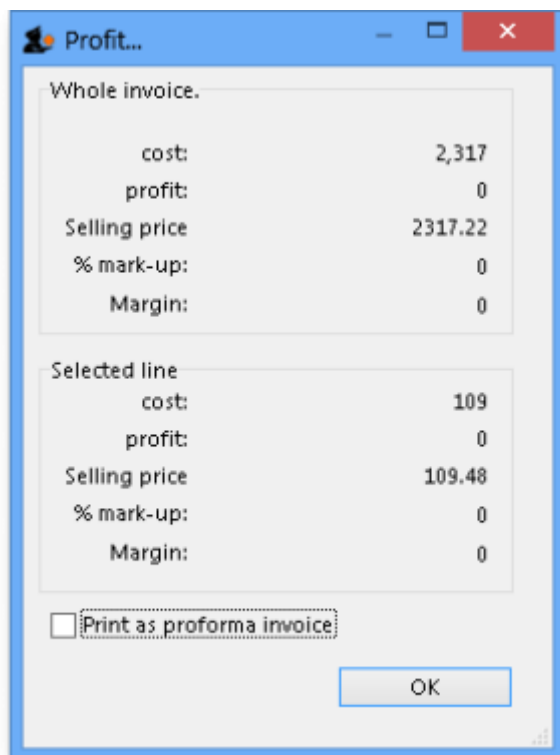 Profit...
Whole invoice.
cost: 2,317
profit: 0
Selling price 2317.22
% mark-up: 0
Margin: 0
Selected line
cost: 109
profit: 0
Selling price 109.48
% mark-up: 0
Margin: 0
Print as proforma invoice
OK